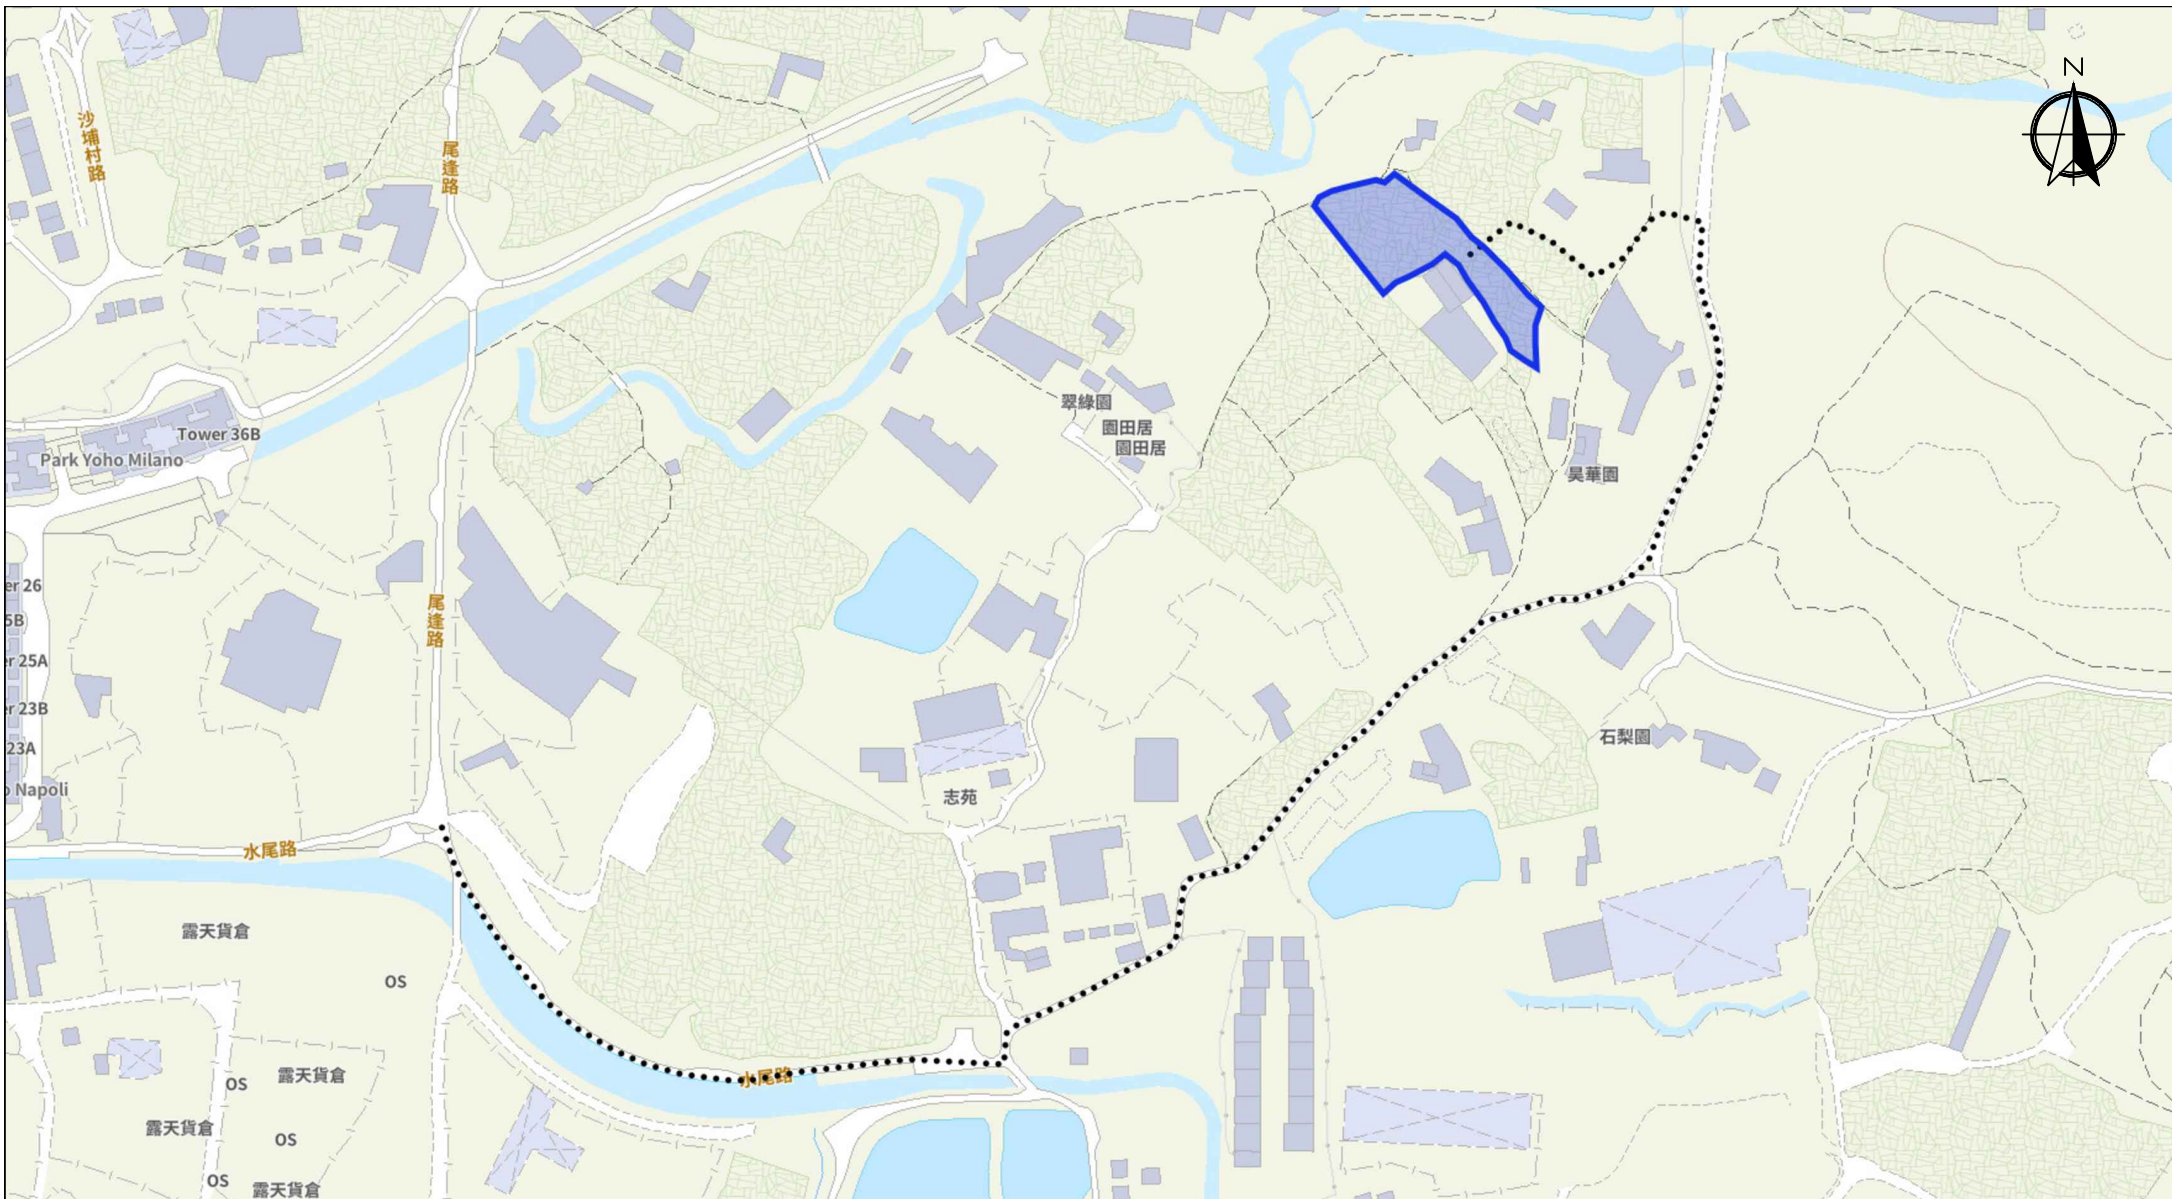 N
沙埔村路
尾逢路
翠綠園
園田居
園田居
Tower 36B
Park Yoho Milano
昊華園
er 26
5B
尾逢路
er 25A
er 23B
23A
石梨園
o Napoli
志苑
水尾路
露天貨倉
OS
水尾路
露天貨倉
OS
露天貨倉
OS
OS
露天貨倉